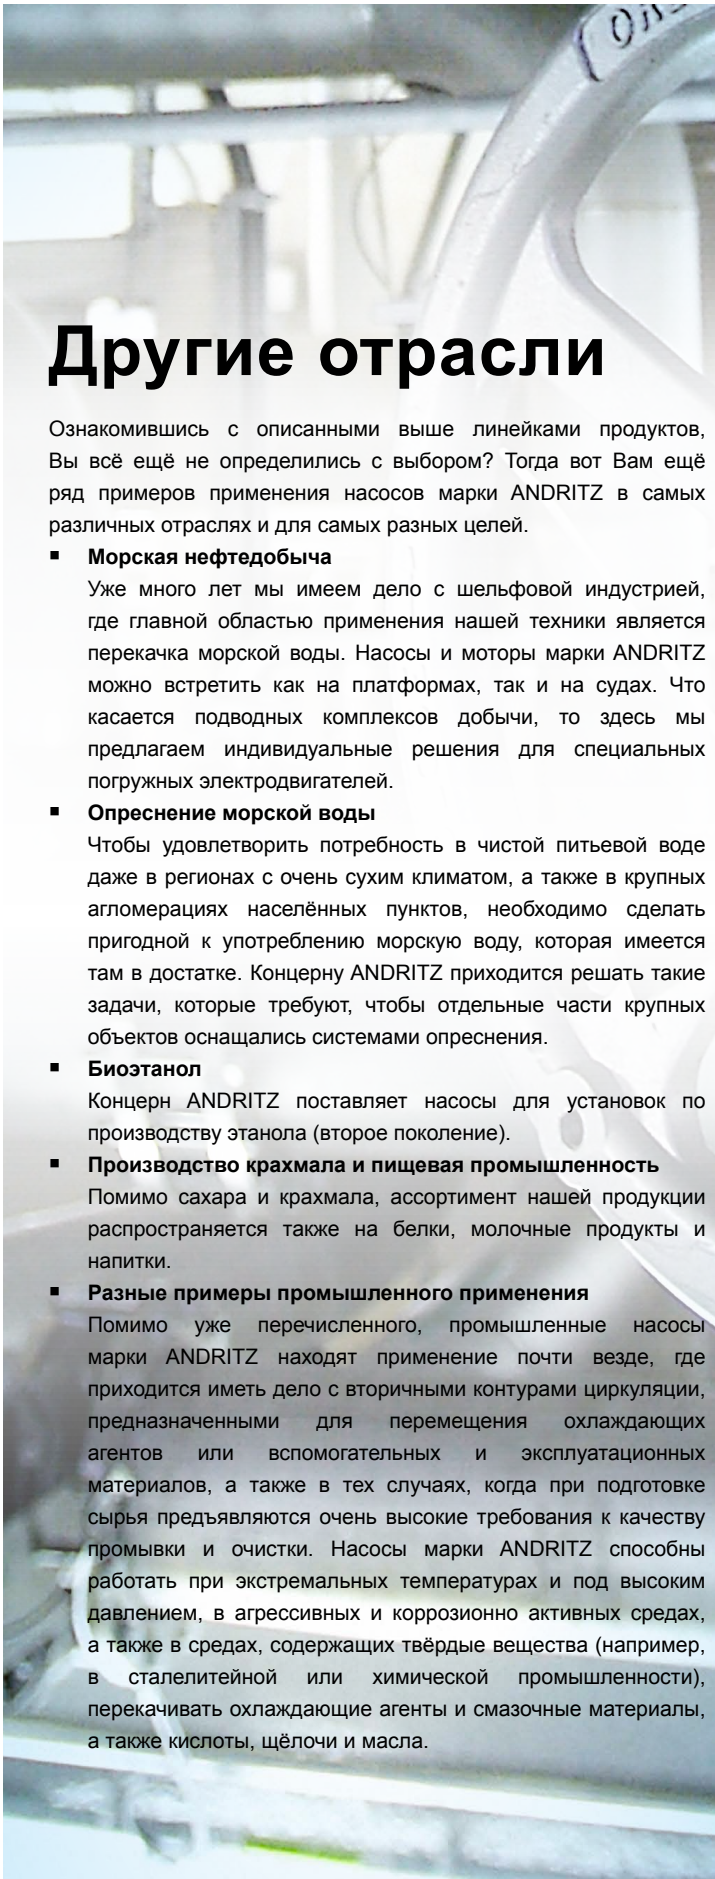 Другие отрасли
Ознакомившись с описанными выше линейками продуктов,
Вы всё ещё не определились с выбором? Тогда вот Вам ещё
ряд примеров применения насосов марки ANDRITZ в самых
различных отраслях и для самых разных целей.
▪ Морская нефтедобыча
Уже много лет мы имеем дело с шельфовой индустрией,
где главной областью применения нашей техники является
перекачка морской воды. Насосы и моторы марки ANDRITZ
можно встретить как на платформах, так и на судах. Что
касается подводных комплексов добычи, то здесь мы
предлагаем индивидуальные решения для специальных
погружных электродвигателей.
▪ Опреснение морской воды
Чтобы удовлетворить потребность в чистой питьевой воде
даже в регионах с очень сухим климатом, а также в крупных
агломерациях населённых пунктов, необходимо сделать
пригодной к употреблению морскую воду, которая имеется
там в достатке. Концерну ANDRITZ приходится решать такие
задачи, которые требуют, чтобы отдельные части крупных
объектов оснащались системами опреснения.
▪ Биоэтанол
Концерн ANDRITZ поставляет насосы для установок по
производству этанола (второе поколение).
▪ Производство крахмала и пищевая промышленность
Помимо сахара и крахмала, ассортимент нашей продукции
распространяется также на белки, молочные продукты и
напитки.
▪ Разные примеры промышленного применения
Помимо уже перечисленного, промышленные насосы
марки ANDRITZ находят применение почти везде, где
приходится иметь дело с вторичными контурами циркуляции,
предназначенными для перемещения охлаждающих
агентов или вспомогательных и эксплуатационных
материалов, а также в тех случаях, когда при подготовке
сырья предъявляются очень высокие требования к качеству
промывки и очистки. Насосы марки ANDRITZ способны
работать при экстремальных температурах и под высоким
давлением, в агрессивных и коррозионно активных средах,
а также в средах, содержащих твёрдые вещества (например,
в сталелитейной или химической промышленности),
перекачивать охлаждающие агенты и смазочные материалы,
а также кислоты, щёлочи и масла.